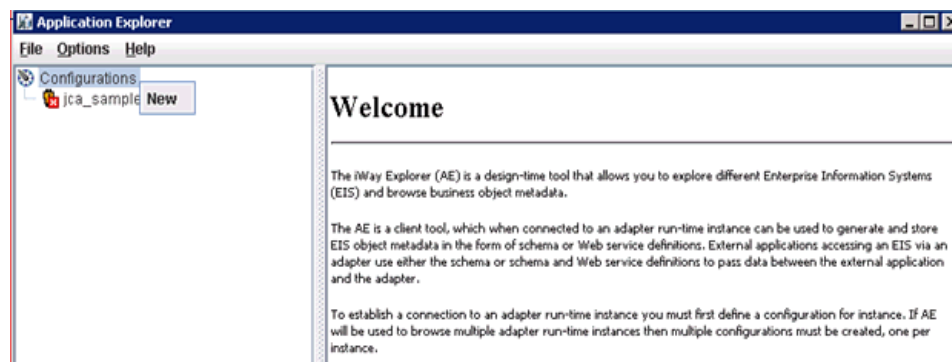 Application Explorer
File Options Help
Configurations
jca_sample New
Welcome
The iWay Explorer (AE) is a design-time tool that allows you to explore different Enterprise Information Systems
(EIS) and browse business object metadata.
The AE is a client tool, which when connected to an adapter run-time instance can be used to generate and store
EIS object metadata in the form of schema or Web service definitions. External applications accessing an EIS via an
adapter use either the schema or schema and Web service definitions to pass data between the external application
and the adapter.
To establish a connection to an adapter run-time instance you must first define a configuration for instance. If AE
will be used to browse multiple adapter run-time instances then multiple configurations must be created, one per
instance.